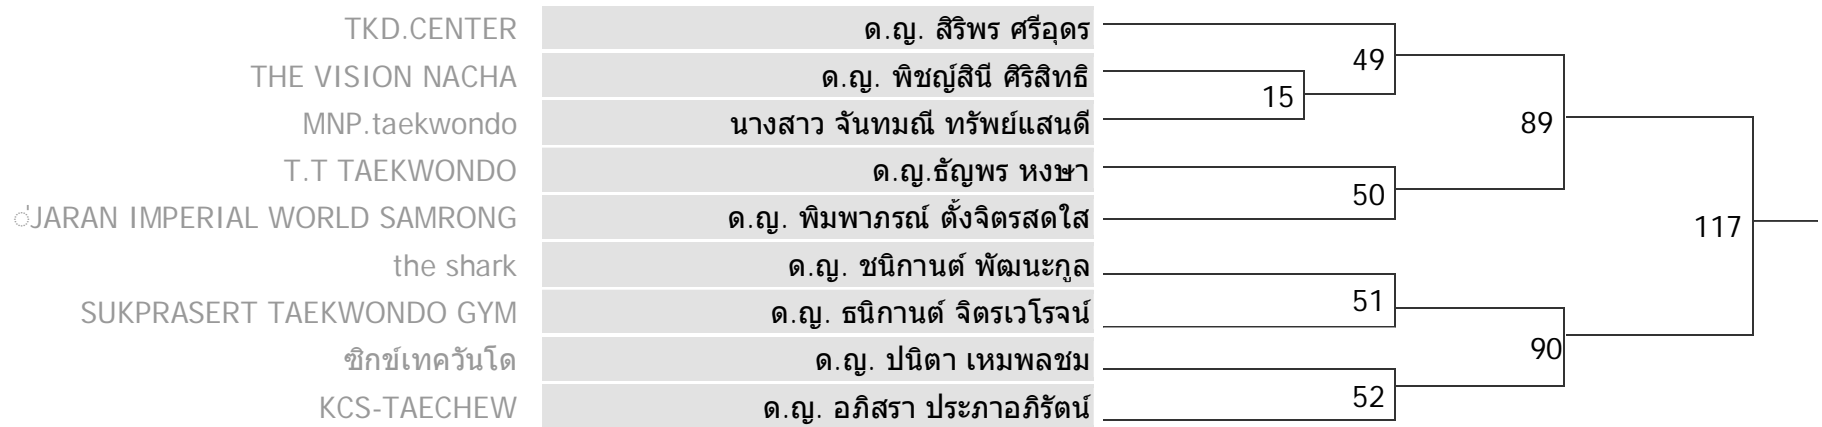 TKD.CENTER ด.ญ. สิริพร ศรีอุดร
49
THE VISION NACHA ด.ญ. พิชญ์สินี ศิริสิทธิ
15
MNP.taekwondo นางสาว จันทมณี ทรัพย์แสนดี
89
T.T TAEKWONDO ด.ญ.ธัญพร หงษา
50
่JARAN IMPERIAL WORLD SAMRONG ด.ญ. พิมพาภรณ์ ตั้งจิตรสดใส
117
the shark ด.ญ. ชนิกานต์ พัฒนะกูล
51
SUKPRASERT TAEKWONDO GYM ด.ญ. ธนิกานต์ จิตรเวโรจน์
90
ซิกข์เทควันโด ด.ญ. ปนิตา เหมพลชม
52
KCS-TAECHEW ด.ญ. อภิสรา ประภาอภิรัตน์